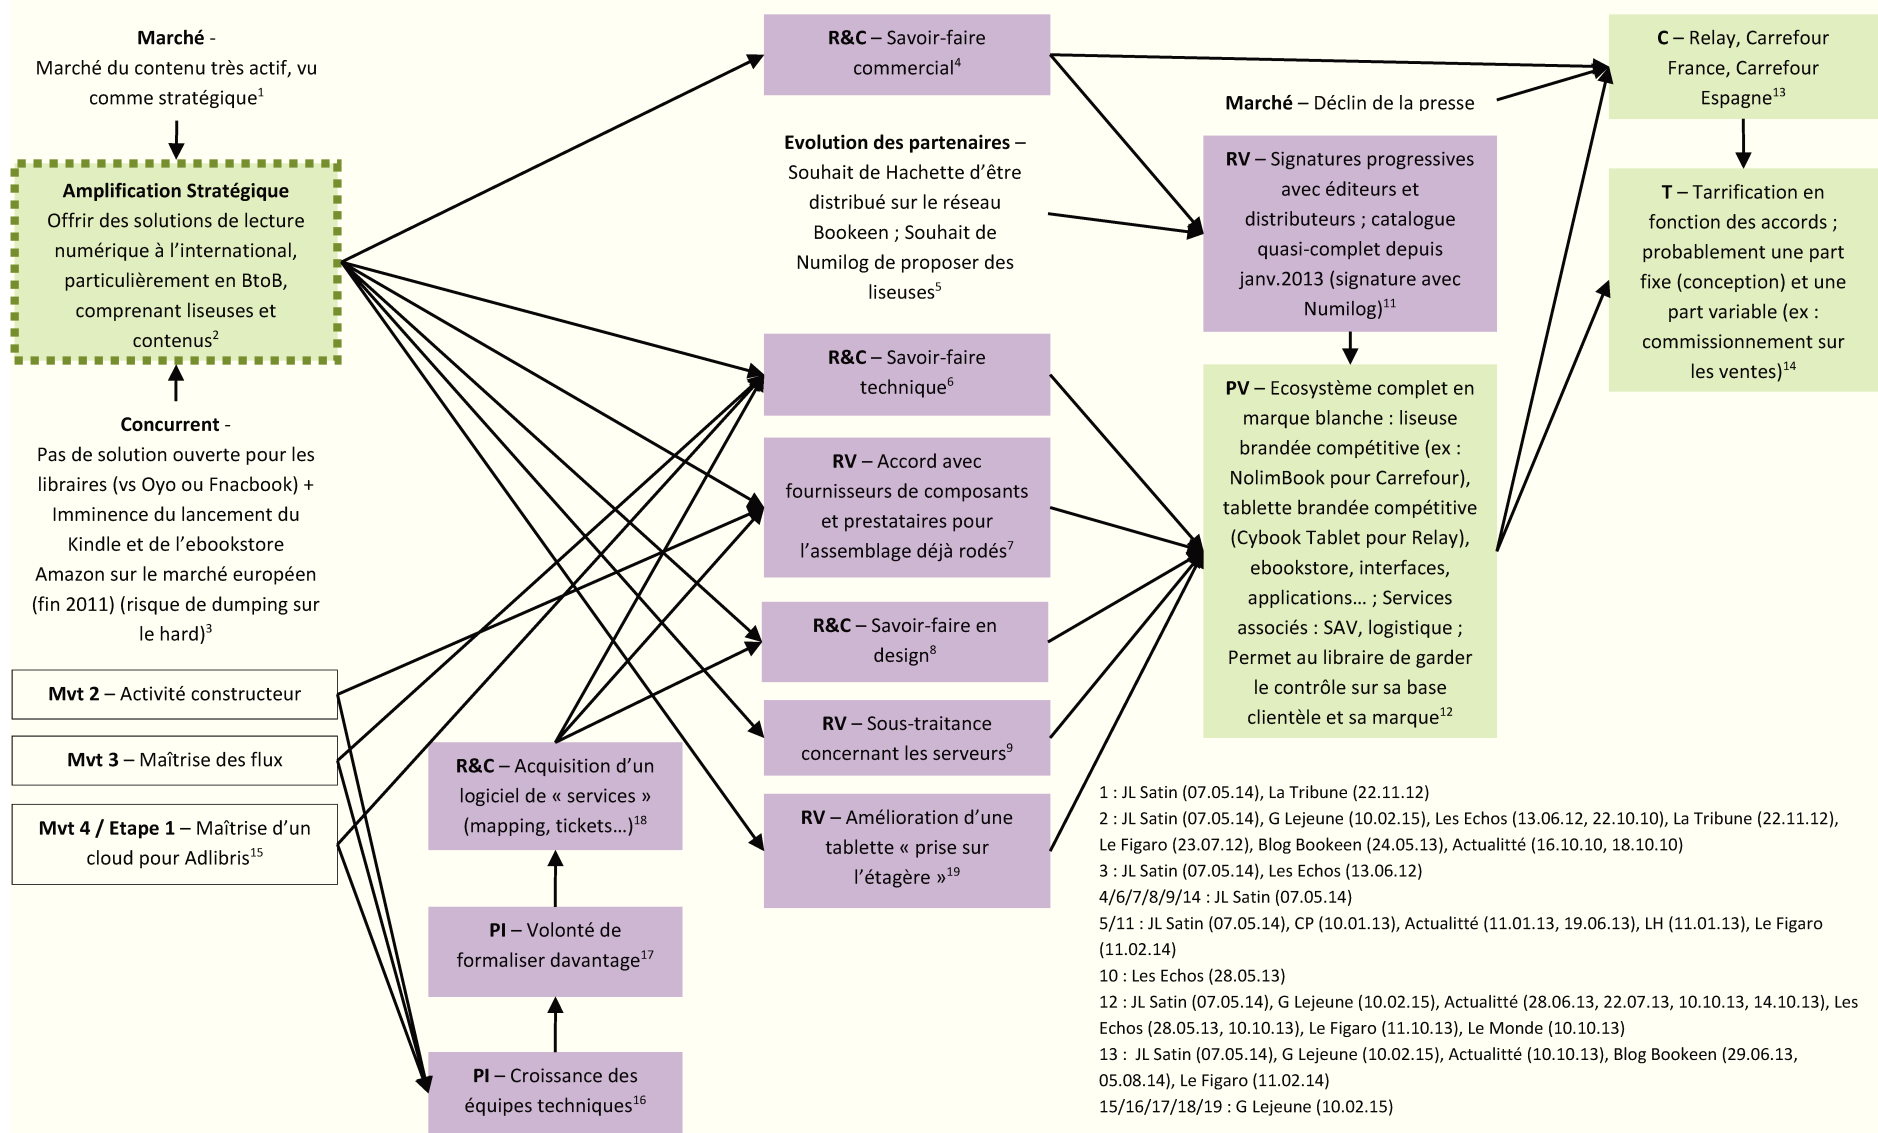 Marché -
Marché du contenu très actif, vu
comme stratégique1
Amplification Stratégique
Offrir des solutions de lecture
numérique à l'international,
particulièrement en BtoB,
comprenant liseuses et
contenus2
Concurrent -
Pas de solution ouverte pour les
libraires (vs Oyo ou Fnacbook) +
Imminence du lancement du
Kindle et de l'ebookstore
Amazon sur le marché européen
(fin 2011) (risque de dumping sur
le hard)3
Mvt 2 – Activité constructeur
Mvt 3 – Maîtrise des flux
Mvt 4 / Etape 1 – Maîtrise d'un
cloud pour Adlibris15
R&C – Acquisition d'un
logiciel de « services »
(mapping, tickets…)18
PI – Volonté de
formaliser davantage17
PI – Croissance des
équipes techniques16
R&C – Savoir-faire
commercial4
Evolution des partenaires –
Souhait de Hachette d'être
distribué sur le réseau
Bookeen ; Souhait de
Numilog de proposer des
liseuses5
R&C – Savoir-faire
technique6
RV – Accord avec
fournisseurs de composants
et prestataires pour
l'assemblage déjà rodés7
R&C – Savoir-faire en
design8
RV – Sous-traitance
concernant les serveurs9
RV – Amélioration d'une
tablette « prise sur
l'étagère »19
Marché – Déclin de la presse
RV – Signatures progressives
avec éditeurs et
distributeurs ; catalogue
quasi-complet depuis
janv.2013 (signature avec
Numilog)11
PV – Ecosystème complet en
marque blanche : liseuse
brandée compétitive (ex :
NolimBook pour Carrefour),
tablette brandée compétitive
(Cybook Tablet pour Relay),
ebookstore, interfaces,
applications… ; Services
associés : SAV, logistique ;
Permet au libraire de garder
le contrôle sur sa base
clientèle et sa marque12
C – Relay, Carrefour
France, Carrefour
Espagne13
T – Tarrification en
fonction des accords ;
probablement une part
fixe (conception) et une
part variable (ex :
commissionnement sur
les ventes)14
1 : JL Satin (07.05.14), La Tribune (22.11.12)
2 : JL Satin (07.05.14), G Lejeune (10.02.15), Les Echos (13.06.12, 22.10.10), La Tribune (22.11.12),
Le Figaro (23.07.12), Blog Bookeen (24.05.13), Actualitté (16.10.10, 18.10.10)
3 : JL Satin (07.05.14), Les Echos (13.06.12)
4/6/7/8/9/14 : JL Satin (07.05.14)
5/11 : JL Satin (07.05.14), CP (10.01.13), Actualitté (11.01.13, 19.06.13), LH (11.01.13), Le Figaro
(11.02.14)
10 : Les Echos (28.05.13)
12 : JL Satin (07.05.14), G Lejeune (10.02.15), Actualitté (28.06.13, 22.07.13, 10.10.13, 14.10.13), Les
Echos (28.05.13, 10.10.13), Le Figaro (11.10.13), Le Monde (10.10.13)
13 : JL Satin (07.05.14), G Lejeune (10.02.15), Actualitté (10.10.13), Blog Bookeen (29.06.13,
05.08.14), Le Figaro (11.02.14)
15/16/17/18/19 : G Lejeune (10.02.15)